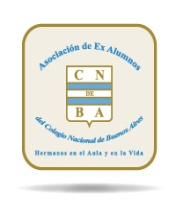 Asociación de Ex Alumnos
C N
DE
B A
del Colegio Nacional de Buenos Aires
Hermanos en el Aula y en la Vida